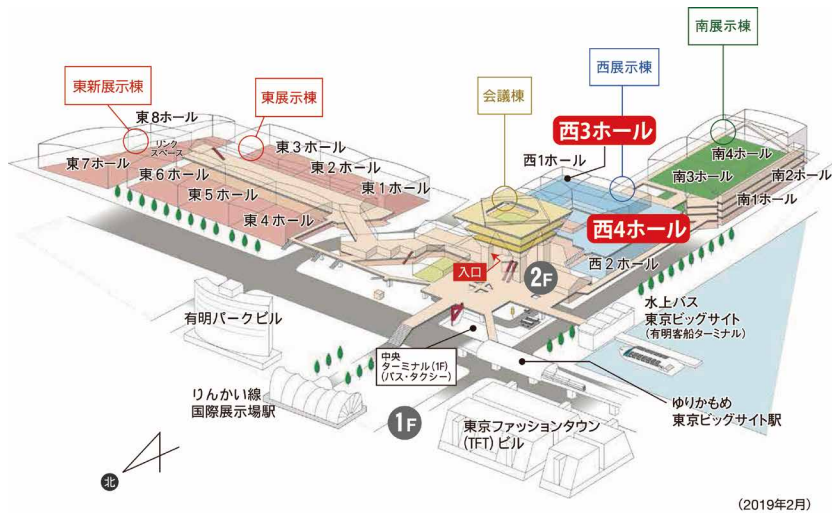 南展示棟
西展示棟
東新展示棟
東展示棟
会議棟
東8ホール
リンク
スペース
東7ホール
東6ホール
東5ホール
東4ホール
東3ホール
東2ホール
東1ホール
西3ホール
西1ホール
西4ホール
西2ホール
南4ホール
南3ホール
南2ホール
南1ホール
入口
2F
有明パークビル
中央
ターミナル(1F)
(バス・タクシー)
水上バス
東京ビッグサイト
(有明客船ターミナル)
りんかい線
国際展示場駅
1F
東京ファッションタウン
(TFT)ビル
ゆりかもめ
東京ビッグサイト駅
北
(2019年2月)